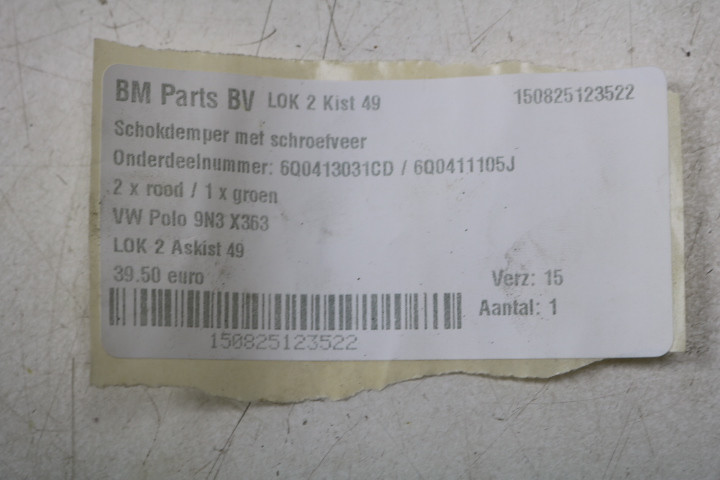 BM Parts BV LOK 2 Kist 49 150825123522
Schokdemper met schroefveer
Onderdeelnummer: 6Q0413031CD / 6Q0411105J
2 x rood / 1 x groen
VW Polo 9N3 X363
LOK 2 Askist 49
39.50 euro Verz: 15
Aantal: 1
150825123522